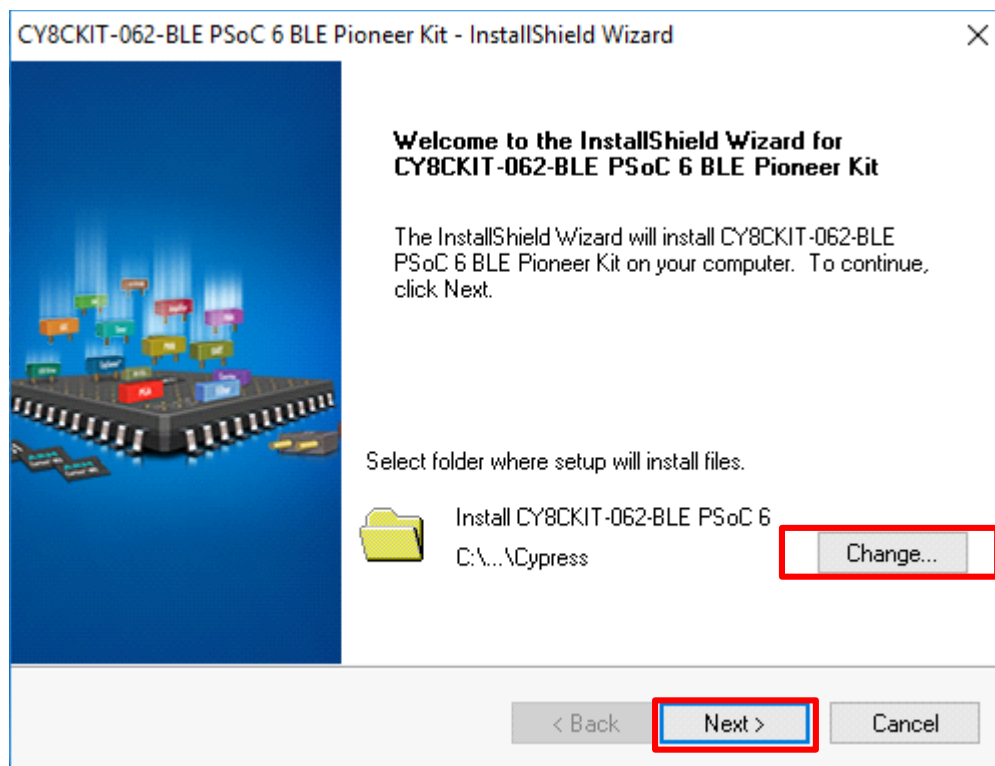 CY8CKIT-062-BLE PSoC 6 BLE Pioneer Kit - InstallShield Wizard
Welcome to the InstallShield Wizard for
CY8CKIT-062-BLE PSoC 6 BLE Pioneer Kit
The InstallShield Wizard will install CY8CKIT-062-BLE
PSoC 6 BLE Pioneer Kit on your computer. To continue,
click Next.
Select folder where setup will install files.
Install CY8CKIT-062-BLE PSoC 6
C:\...\Cypress
Change...
< Back
Next >
Cancel